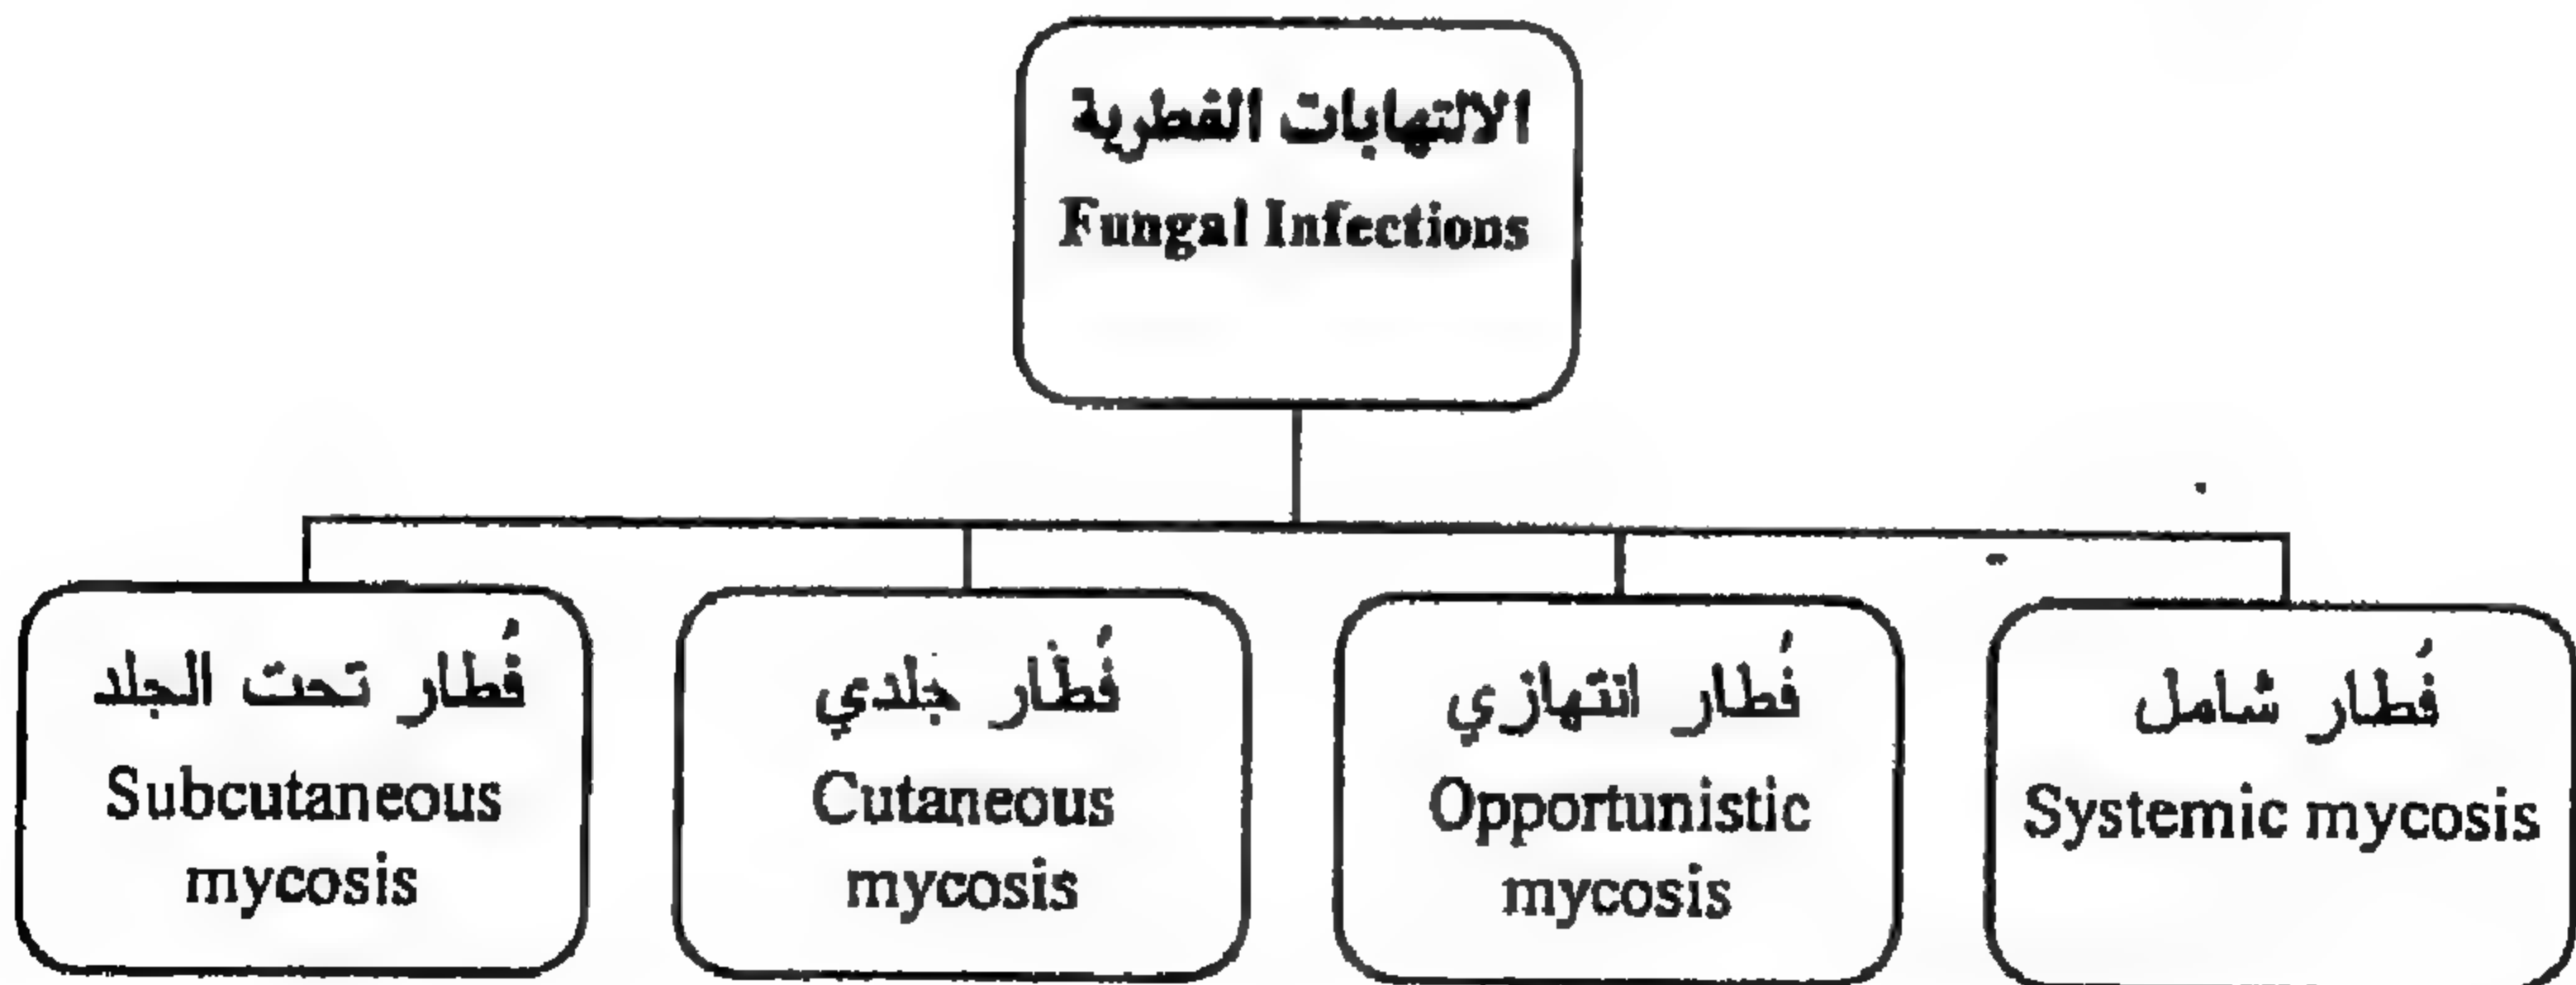 الالتهابات الفطرية
Fungal Infections
فُطار تحت الجلد
Subcutaneous
mycosis
فُطار جلدي
Cutaneous
mycosis
فُطار انتهازي
Opportunistic
mycosis
فُطار شامل
Systemic mycosis